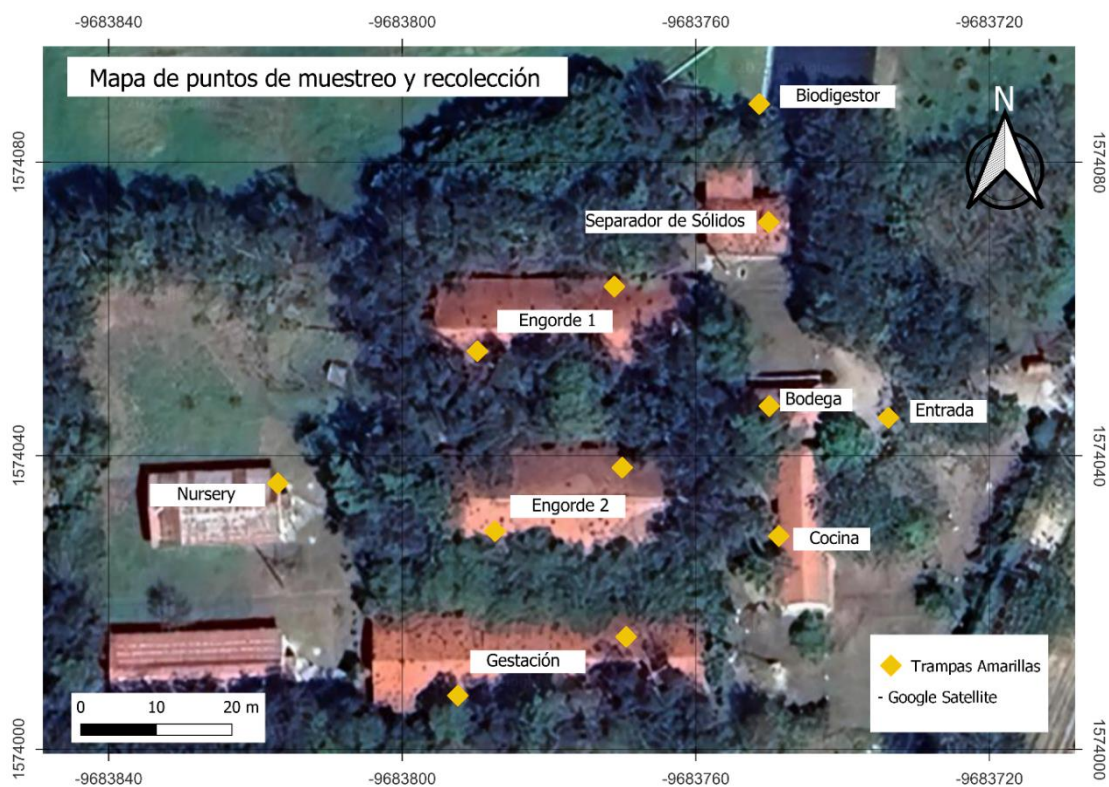 -9683840 -9683800 -9683760 -9683720
Mapa de puntos de muestreo y recolección
Biodigestor
N
1574080 1574080
Separador de Sólidos
Engorde 1
Bodega
Entrada
1574040 1574040
Nursery
Engorde 2
Cocina
Gestación
Trampas Amarillas
- Google Satellite
0 10 20 m
1574000 1574000
-9683840 -9683800 -9683760 -9683720